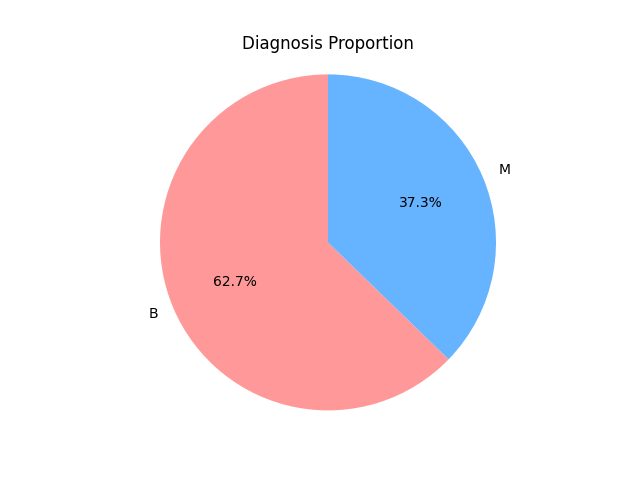 Diagnosis Proportion
M
37.3%
62.7%
B